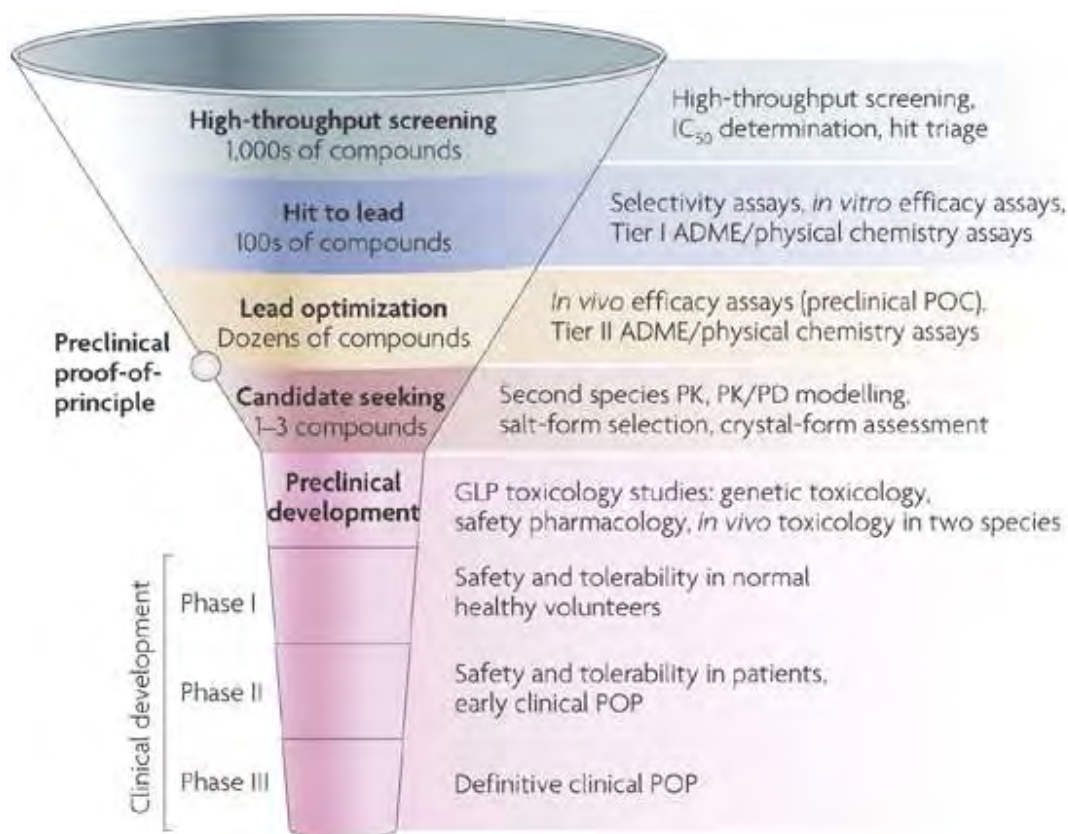 High-throughput screening
1,000s of compounds
High-throughput screening,
IC50 determination, hit triage
Hit to lead
100s of compounds
Selectivity assays, in vitro efficacy assays,
Tier I ADME/physical chemistry assays
Lead optimization
Dozens of compounds
In vivo efficacy assays (preclinical POC),
Tier II ADME/physical chemistry assays
Preclinical
proof-of-
principle
Candidate seeking
1–3 compounds
Second species PK, PK/PD modelling,
salt-form selection, crystal-form assessment
Preclinical
development
GLP toxicology studies: genetic toxicology,
safety pharmacology, in vivo toxicology in two species
Clinical development
Phase I
Safety and tolerability in normal
healthy volunteers
Phase II
Safety and tolerability in patients,
early clinical POP
Phase III
Definitive clinical POP